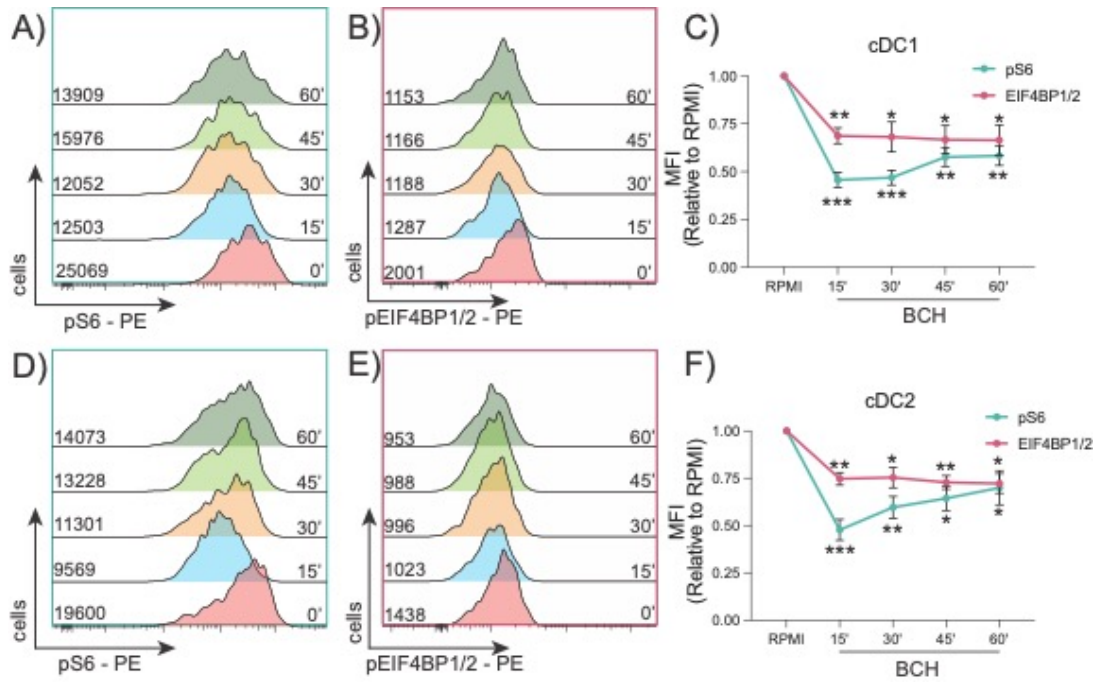 A)
13909 60'
15976 45'
12052 30'
12503 15'
25069 0'
cells
pS6 - PE
B)
1153 60'
1166 45'
1188 30'
1287 15'
2001 0'
cells
pEIF4BP1/2 - PE
C)
cDC1
pS6
EIF4BP1/2
MFI
(Relative to RPMI)
1.00
0.75
0.50
0.25
0.00
** * * *
*** *** ** **
RPMI 15' 30' 45' 60'
BCH
D)
14073 60'
13228 45'
11301 30'
9569 15'
19600 0'
cells
pS6 - PE
E)
953 60'
988 45'
996 30'
1023 15'
1438 0'
cells
pEIF4BP1/2 - PE
F)
cDC2
pS6
EIF4BP1/2
MFI
(Relative to RPMI)
1.00
0.75
0.50
0.25
0.00
** * ** *
*** ** * *
RPMI 15' 30' 45' 60'
BCH